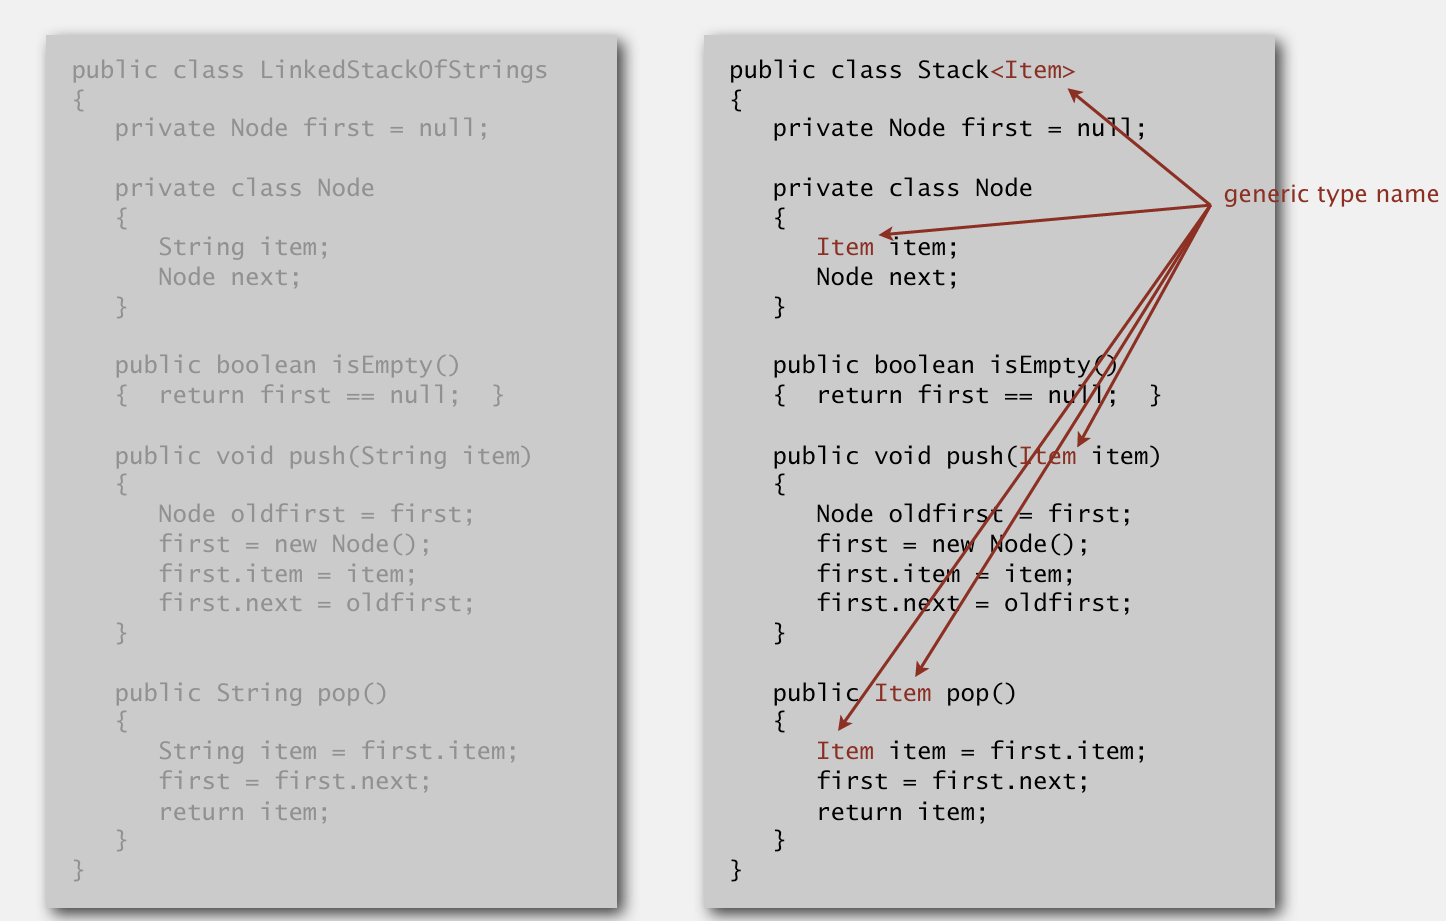 public class LinkedStackOfStrings
{
   private Node first = null;

   private class Node
   {
      String item;
      Node next;
   }

   public boolean isEmpty()
   {  return first == null;  }

   public void push(String item)
   {
      Node oldfirst = first;
      first = new Node();
      first.item = item;
      first.next = oldfirst;
   }

   public String pop()
   {
      String item = first.item;
      first = first.next;
      return item;
   }
}
public class Stack<Item>
{
   private Node first = null;

   private class Node
   {
      Item item;
      Node next;
   }

   public boolean isEmpty()
   {  return first == null;  }

   public void push(Item item)
   {
      Node oldfirst = first;
      first = new Node();
      first.item = item;
      first.next = oldfirst;
   }

   public Item pop()
   {
      Item item = first.item;
      first = first.next;
      return item;
   }
}
generic type name